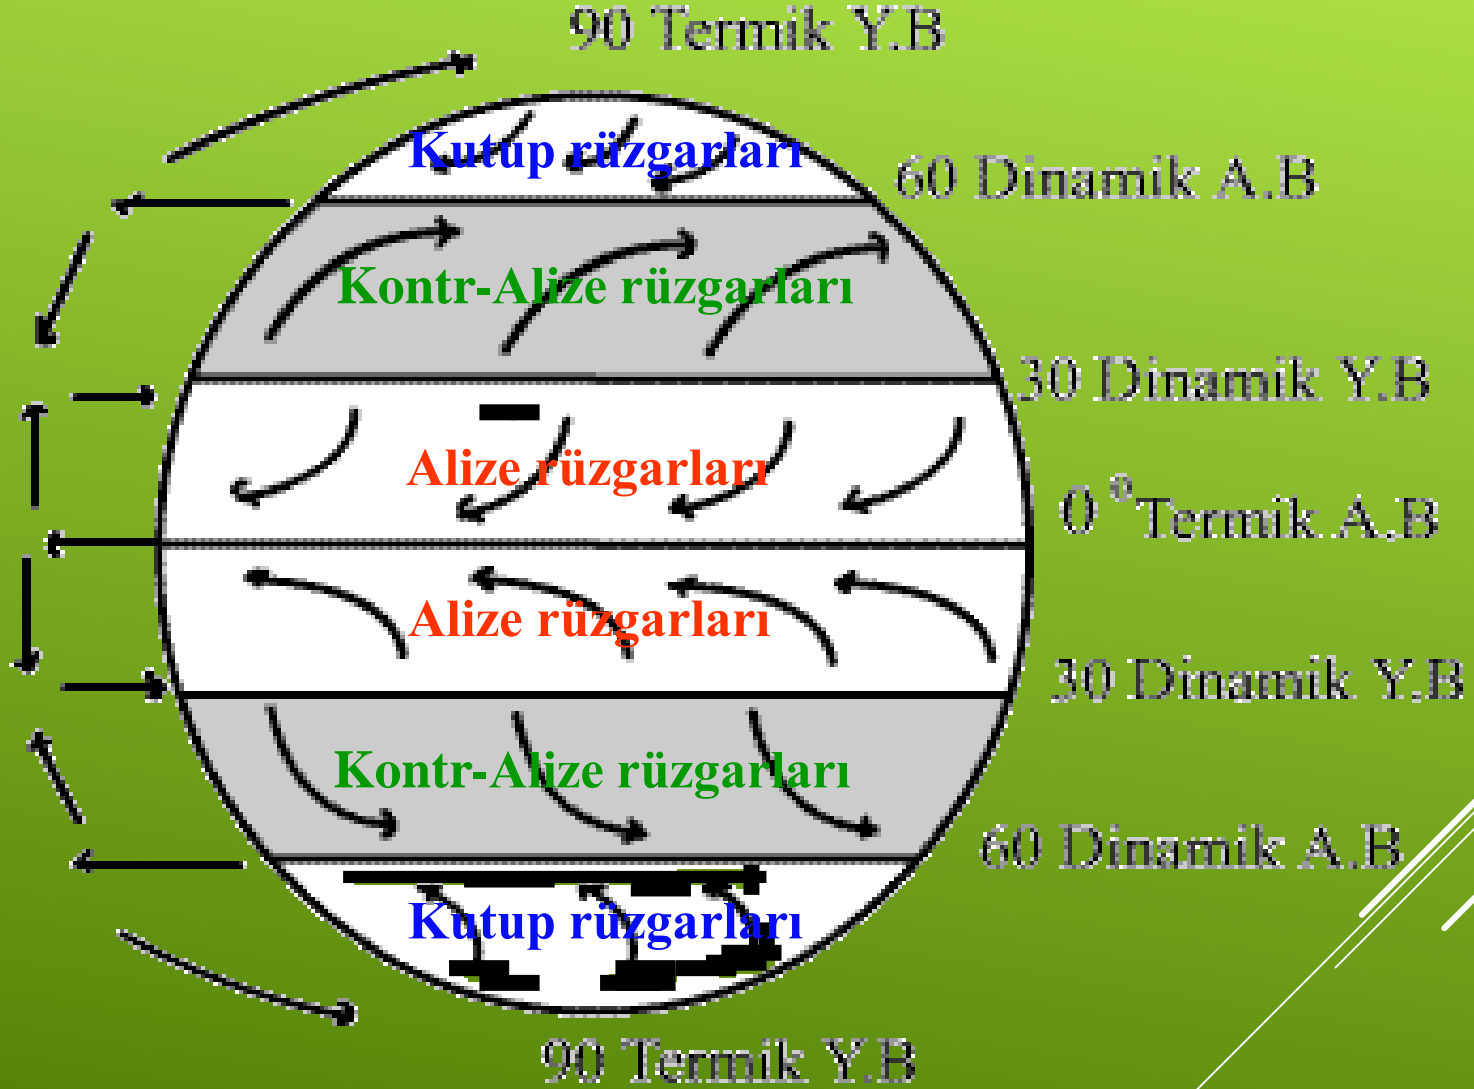 90 Termik Y.B
Kutup rüzgarları
60 Dinamik A.B
Kontr-Alize rüzgarları
30 Dinamik Y.B
Alize rüzgarları
0 ° Termik A.B
Alize rüzgarları
30 Dinamik Y.B
Kontr-Alize rüzgarları
60 Dinamik A.B
Kutup rüzgarları
90 Termik Y.B